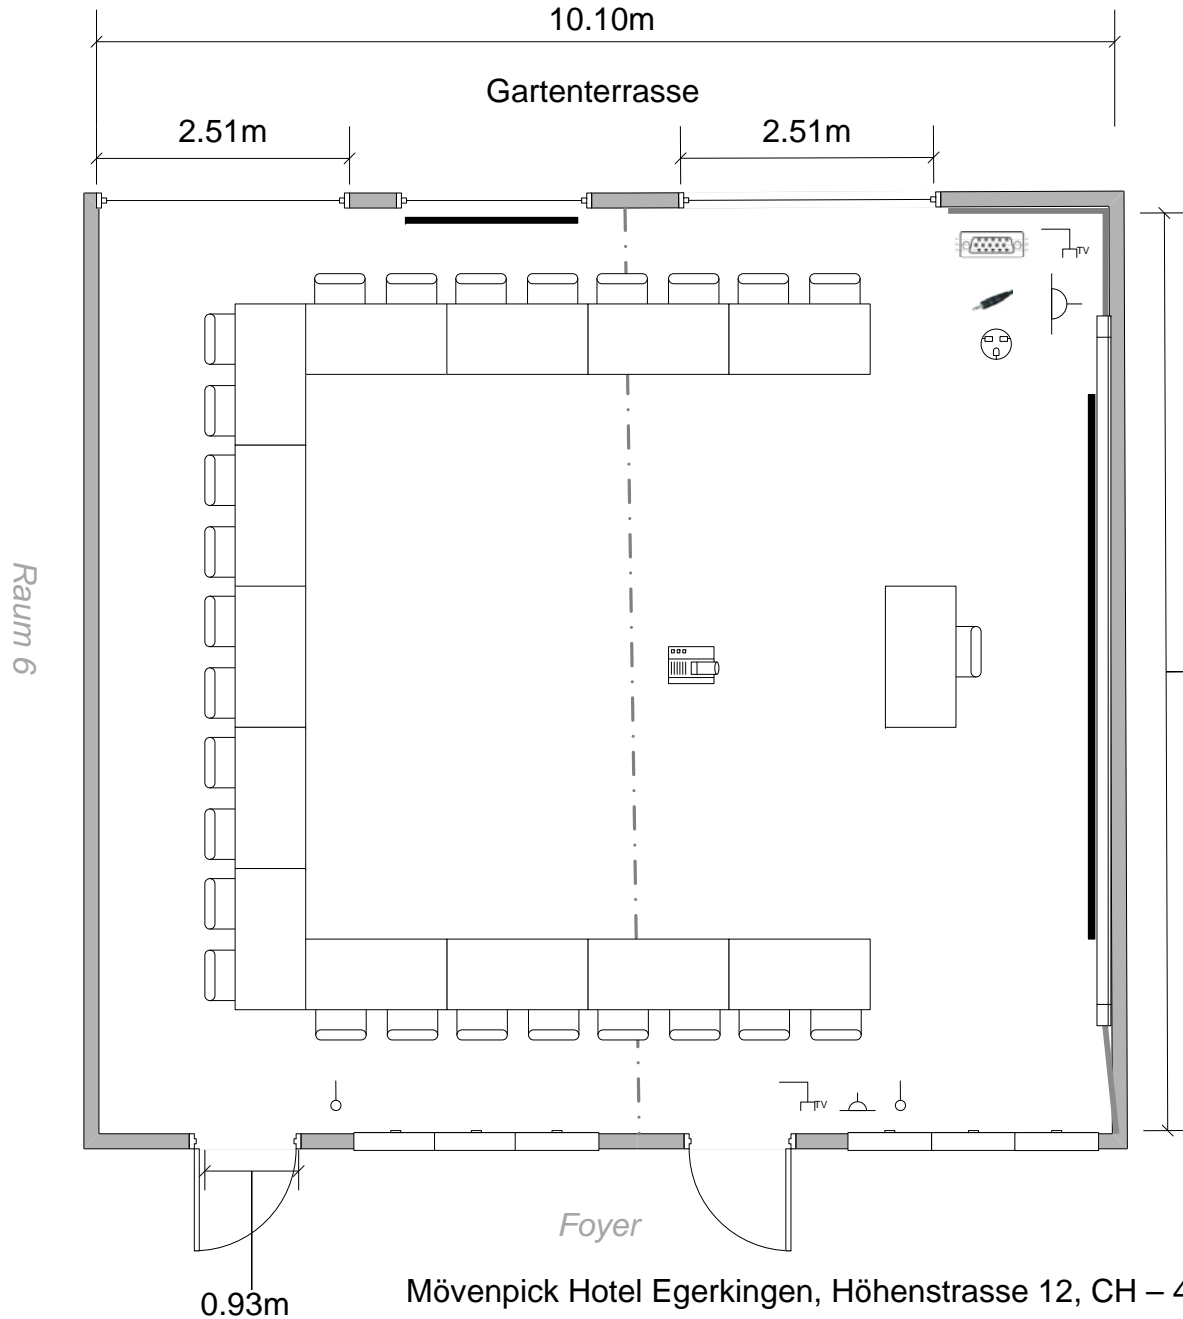 10.10m
Gartenterrasse
2.51m
2.51m
TV
Raum 6
TV
Foyer
0.93m
Mövenpick Hotel Egerkingen, Höhenstrasse 12, CH – 4